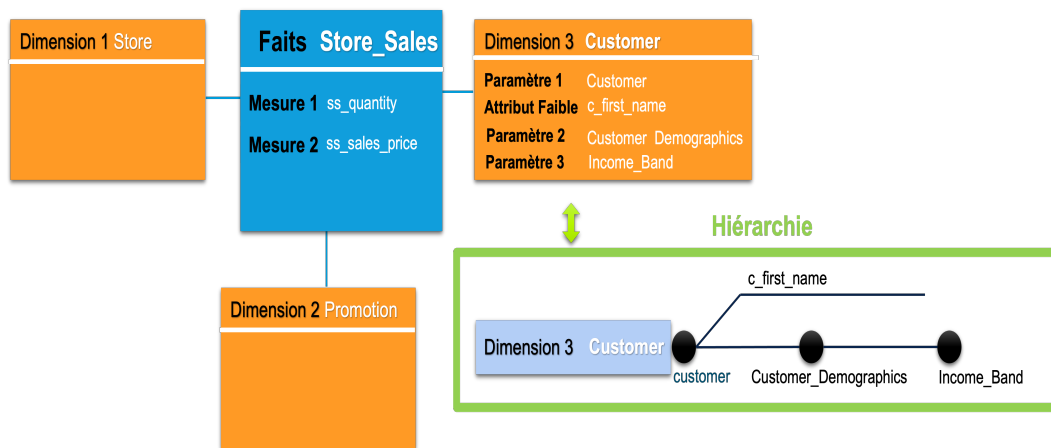 Dimension 1 Store
Faits Store_Sales
Mesure 1 ss_quantity
Mesure 2 ss_sales_price
Dimension 3 Customer
Paramètre 1 Customer
Attribut Faible c_first_name
Paramètre 2 Customer Demographics
Paramètre 3 Income_Band
Dimension 2 Promotion
Hiérarchie
c_first_name
Dimension 3 Customer
customer Customer_Demographics Income_Band